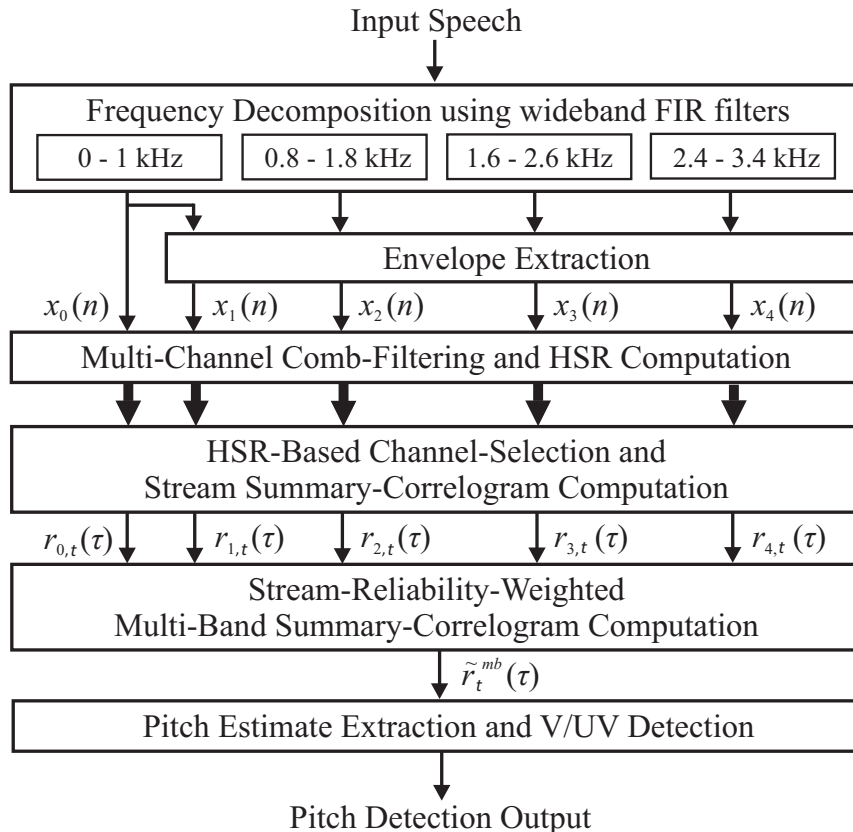 Input Speech
Frequency Decomposition using wideband FIR filters
0 - 1 kHz 0.8 - 1.8 kHz 1.6 - 2.6 kHz 2.4 - 3.4 kHz
Envelope Extraction
x₀(n) x₁(n) x₂(n) x₃(n) x₄(n)
Multi-Channel Comb-Filtering and HSR Computation
HSR-Based Channel-Selection and
Stream Summary-Correlogram Computation
r₀,ₜ(τ) r₁,ₜ(τ) r₂,ₜ(τ) r₃,ₜ(τ) r₄,ₜ(τ)
Stream-Reliability-Weighted
Multi-Band Summary-Correlogram Computation
r̃ₜᵐᵇ(τ)
Pitch Estimate Extraction and V/UV Detection
Pitch Detection Output